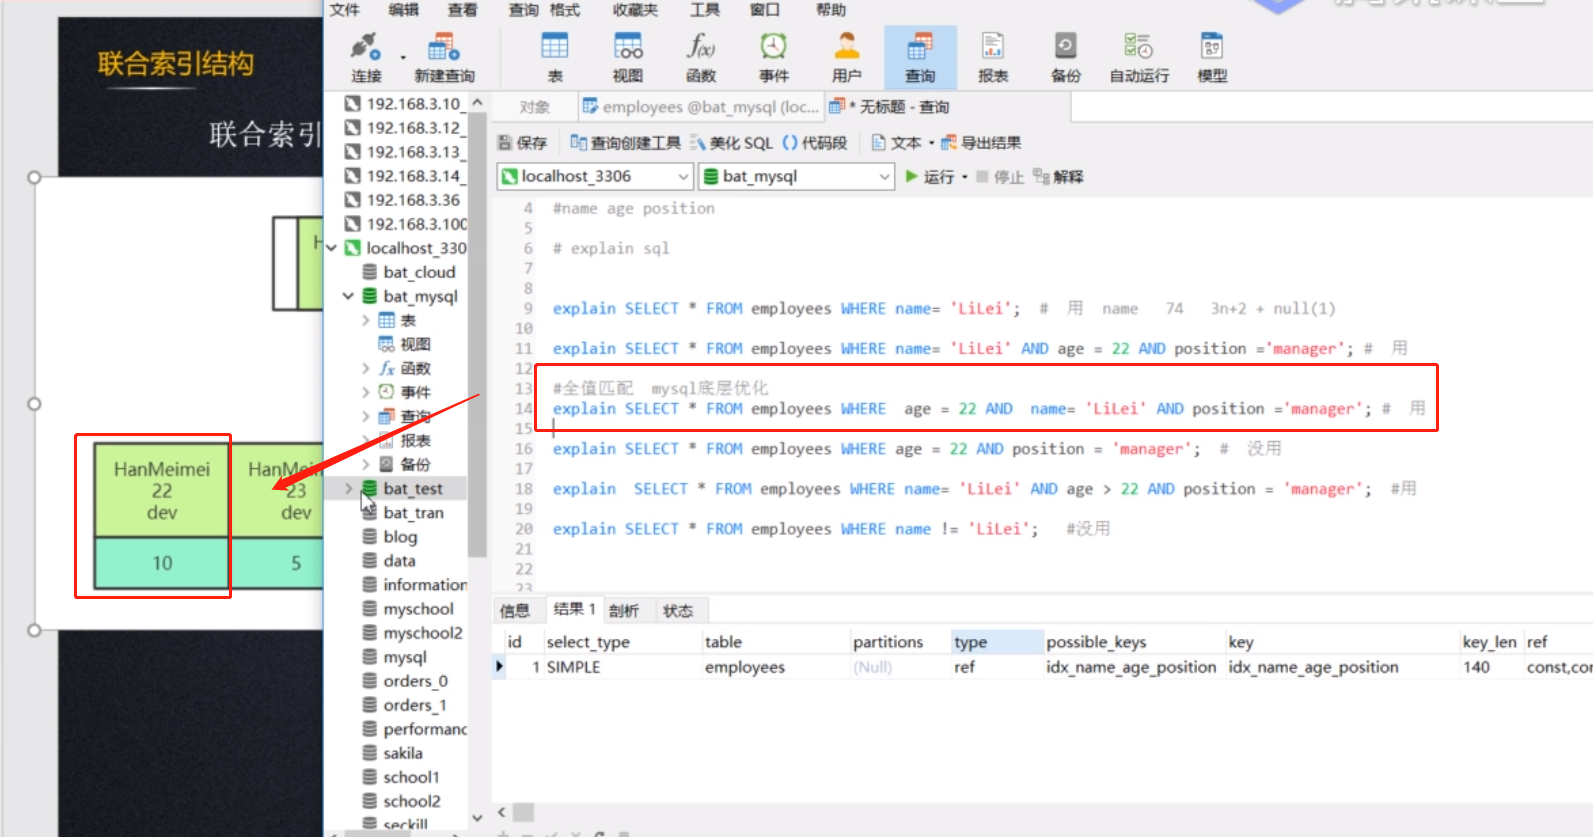 联合索引结构
联合索引
HanMeimei
22
dev
10
HanMeim
23
dev
5
文件 编辑 查看 查询 格式 收藏夹 工具 窗口 帮助
连接 新建查询 表 视图 函数 事件 用户 查询 报表 备份 自动运行 模型
192.168.3.10_
192.168.3.12_
192.168.3.13_
192.168.3.14_
192.168.3.36
192.168.3.100
localhost_330
bat_cloud
bat_mysql
表
视图
函数
事件
查询
报表
备份
bat_test
bat_tran
blog
data
information
myschool
myschool2
mysql
orders_0
orders_1
performanc
sakila
school1
school2
seckill
对象 employees @bat_mysql (loc... * 无标题 - 查询
保存 查询创建工具 美化 SQL () 代码段 文本 导出结果
localhost_3306 bat_mysql 运行 停止 解释
4 #name age position
5
6 # explain sql
7
8
9 explain SELECT * FROM employees WHERE name= 'LiLei'; # 用 name 74 3n+2 + null(1)
10
11 explain SELECT * FROM employees WHERE name= 'LiLei' AND age = 22 AND position ='manager'; # 用
12
13 #全值匹配 mysql底层优化
14 explain SELECT * FROM employees WHERE age = 22 AND name= 'LiLei' AND position ='manager'; # 用
15
16 explain SELECT * FROM employees WHERE age = 22 AND position = 'manager'; # 没用
17
18 explain SELECT * FROM employees WHERE name= 'LiLei' AND age > 22 AND position = 'manager'; #用
19
20 explain SELECT * FROM employees WHERE name != 'LiLei'; #没用
21
22
23
信息 结果 1 剖析 状态
id select_type table partitions type possible_keys key key_len ref
1 SIMPLE employees (Null) ref idx_name_age_position idx_name_age_position 140 const,con